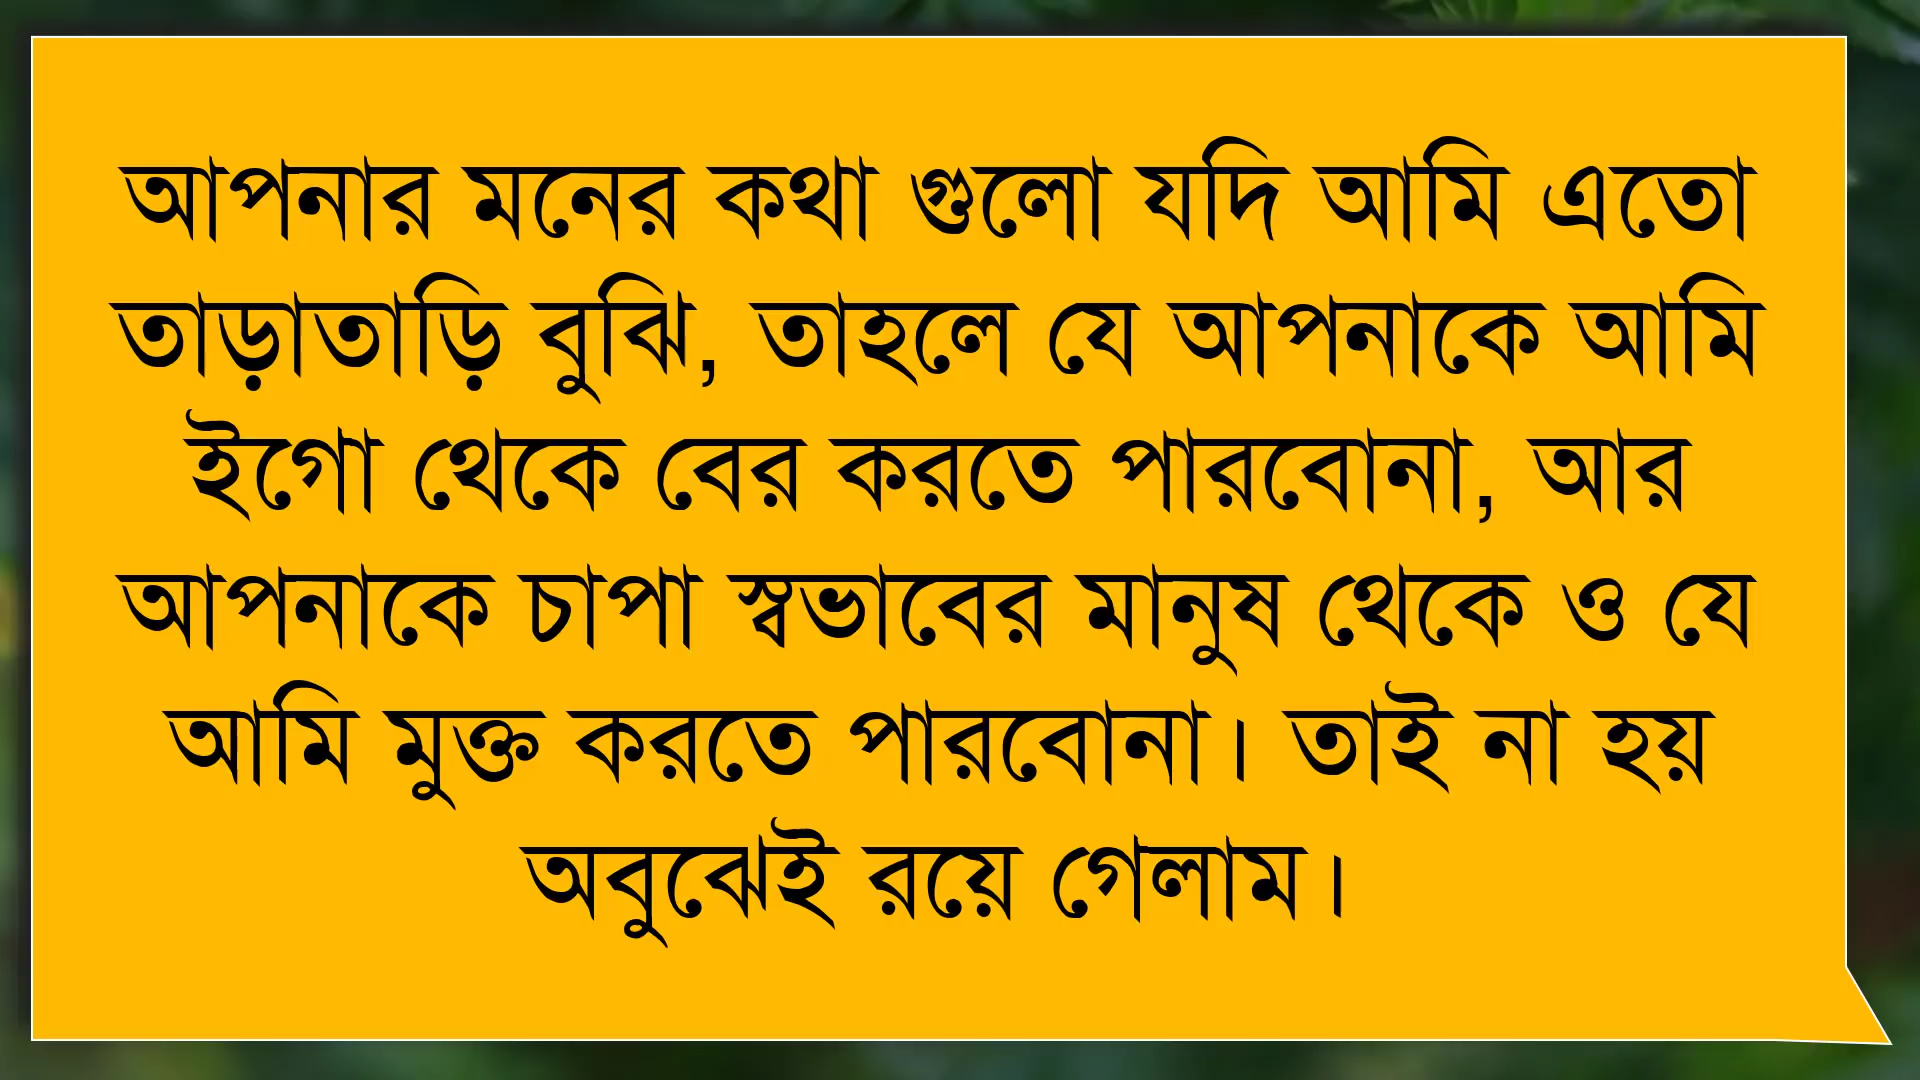 আপনার মনের কথা গুলো যদি আমি এতো
তাড়াতাড়ি বুঝি, তাহলে যে আপনাকে আমি
ইগো থেকে বের করতে পারবোনা, আর
আপনাকে চাপা স্বভাবের মানুষ থেকে ও যে
আমি মুক্ত করতে পারবোনা। তাই না হয়
অবুঝেই রয়ে গেলাম।